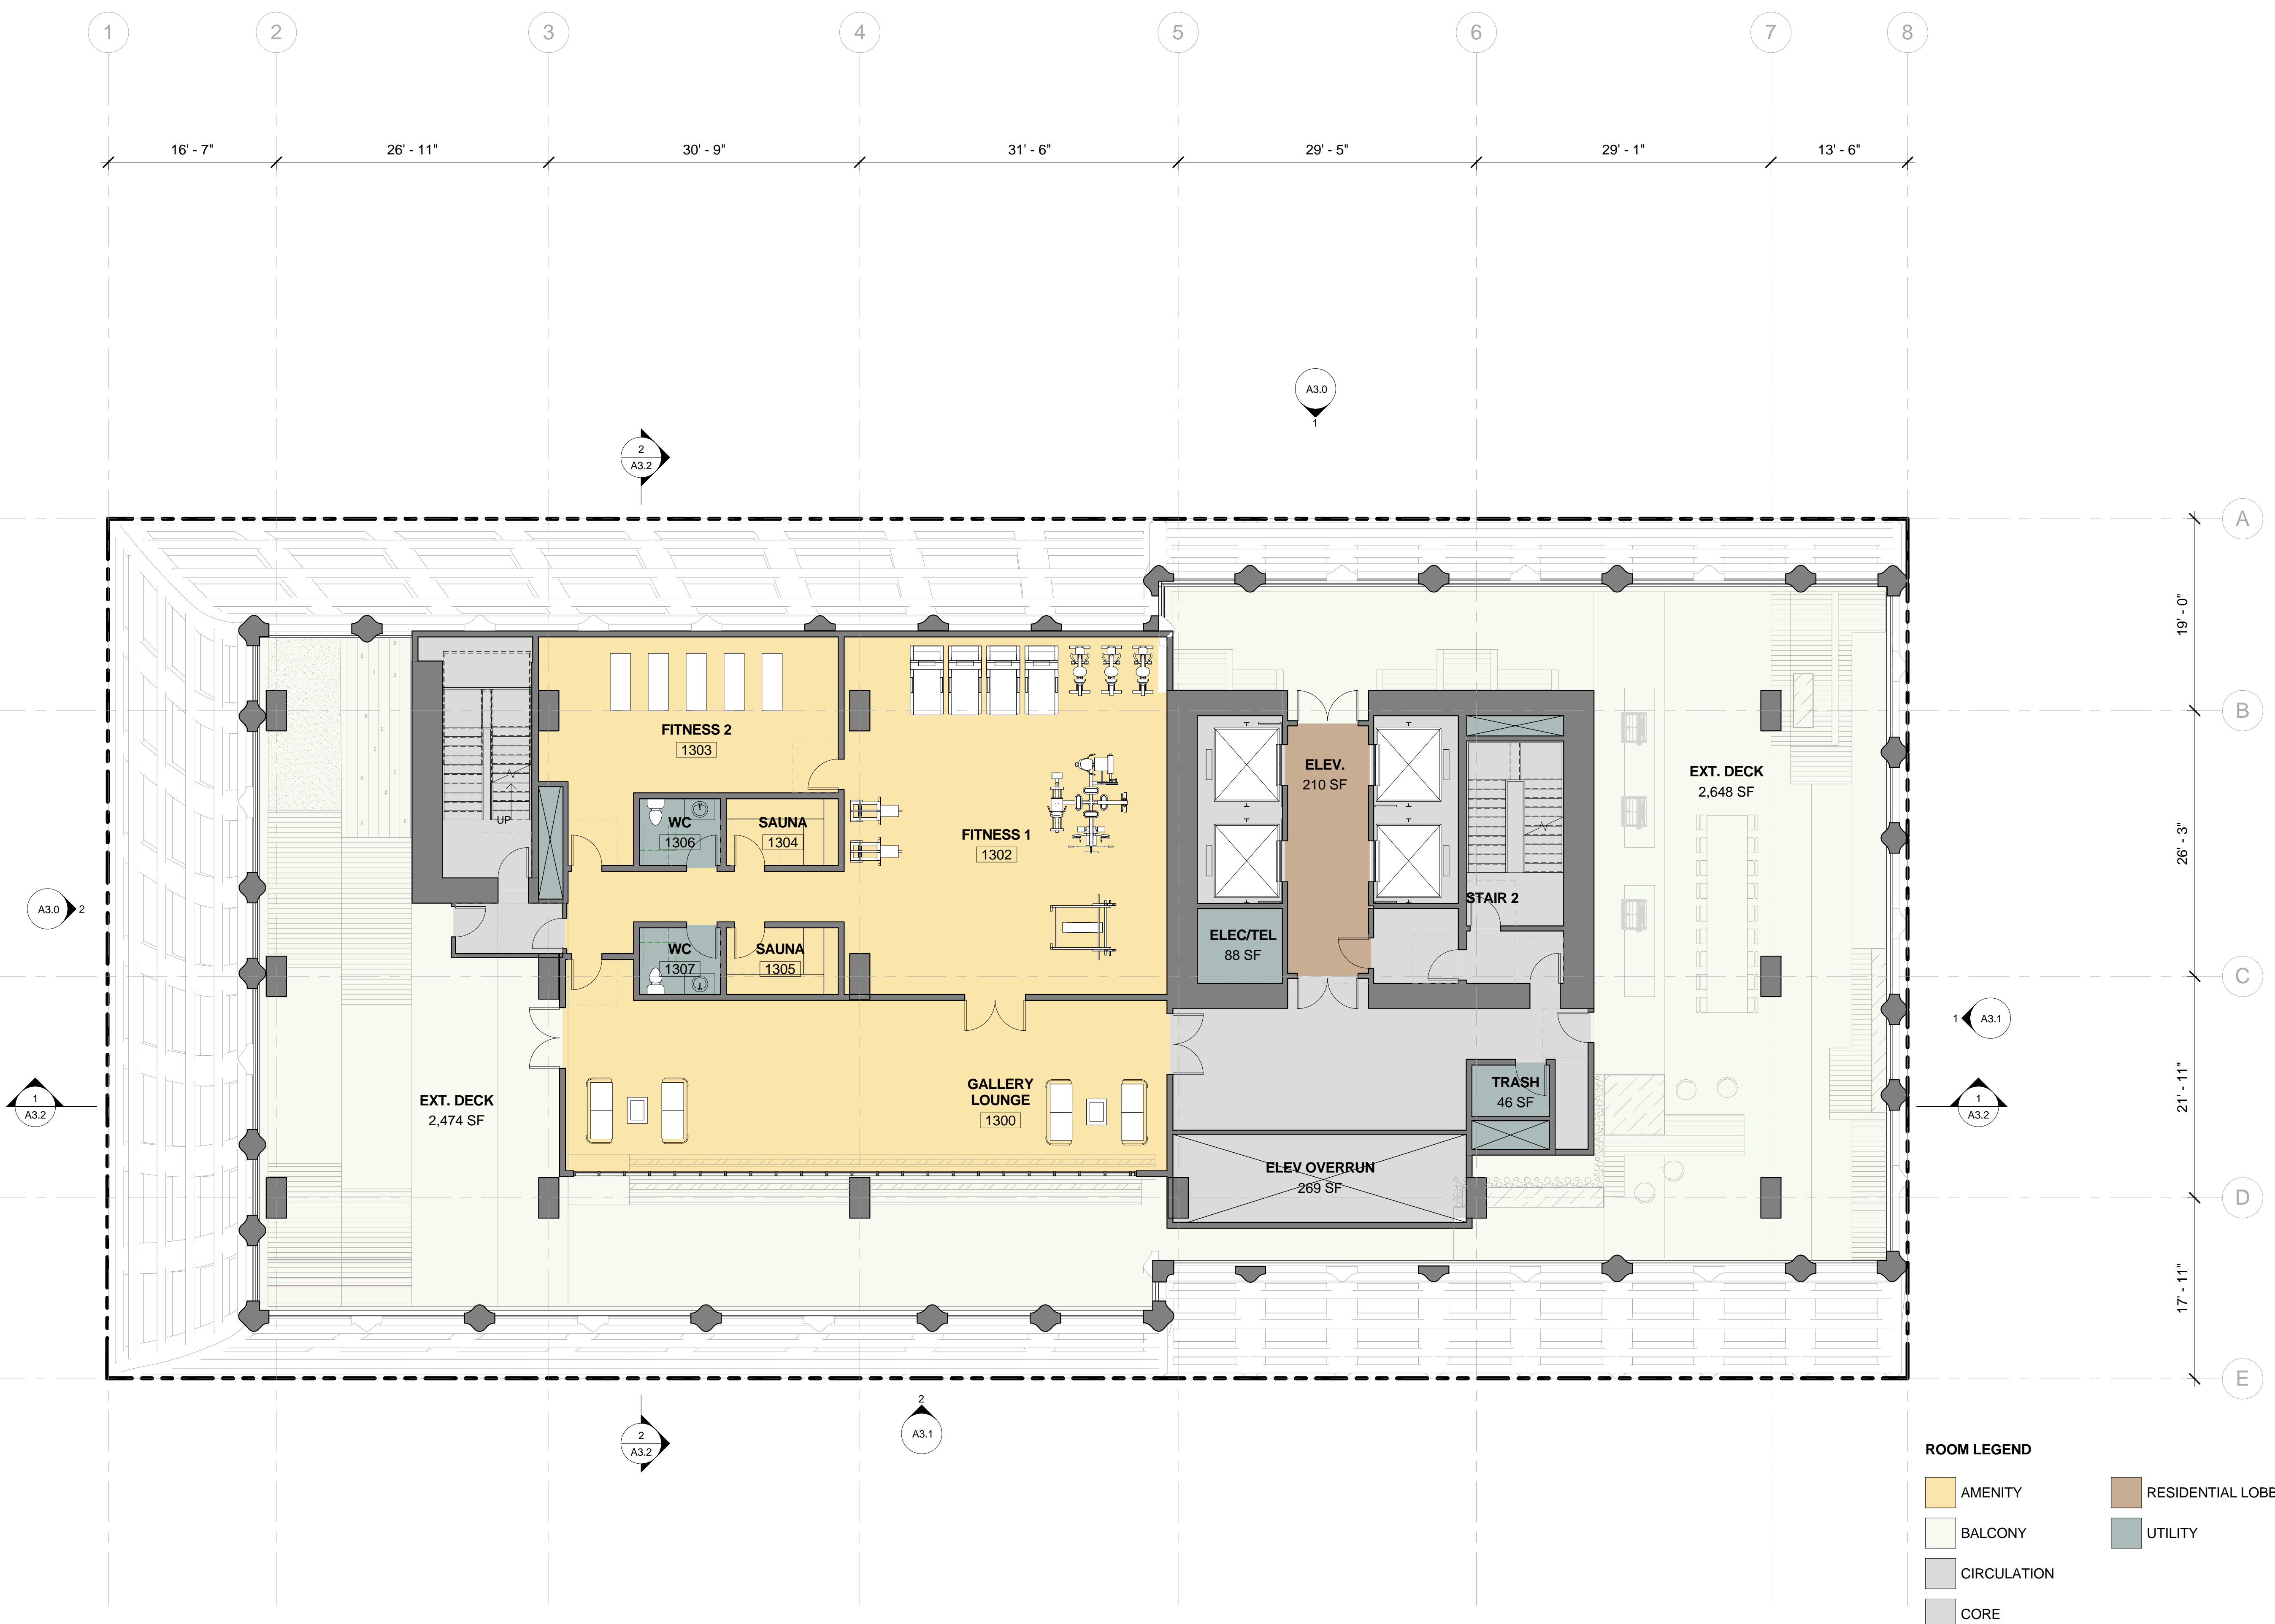 1 2 3 4 5 6 7 8
16' - 7" 26' - 11" 30' - 9" 31' - 6" 29' - 5" 29' - 1" 13' - 6"
A3.0
1
2
A3.2
A
19' - 0"
B
FITNESS 2
1303
ELEV.
210 SF
EXT. DECK
2,648 SF
UP
WC
1306
SAUNA
1304
FITNESS 1
1302
26' - 3"
A3.0 2
STAIR 2
WC
1307
SAUNA
1305
ELEC/TEL
88 SF
C
1 A3.1
EXT. DECK
2,474 SF
GALLERY
LOUNGE
1300
TRASH
46 SF
21' - 11"
1
A3.2
1
A3.2
ELEV OVERRUN
269 SF
D
17' - 11"
E
2
A3.2
2
A3.1
ROOM LEGEND
AMENITY
RESIDENTIAL LOBB
BALCONY
UTILITY
CIRCULATION
CORE